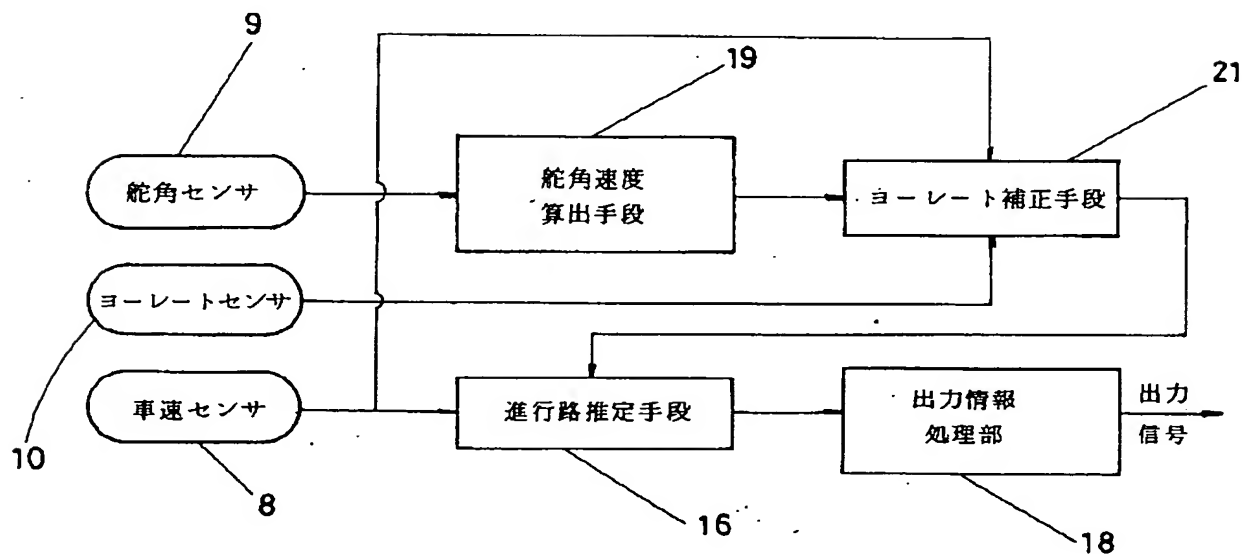 9
19
21
舵角センサ
舵角速度
算出手段
ヨーレート補正手段
ヨーレートセンサ
車速センサ
進行路推定手段
出力情報
処理部
出力
信号
10
8
16
18